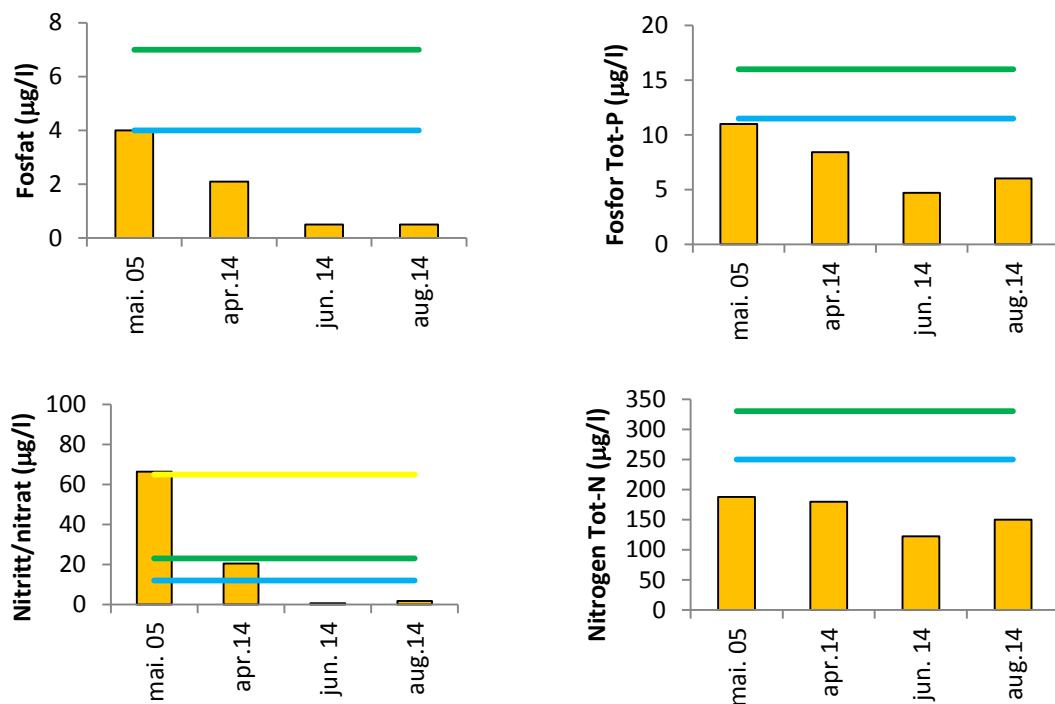 Fosfat (µg/l)
8
6
4
2
0
mai. 05
apr.14
jun. 14
aug.14
Fosfor Tot-P (µg/l)
20
15
10
5
0
mai. 05
apr.14
jun. 14
aug.14
Nitritt/nitrat (µg/l)
100
80
60
40
20
0
mai. 05
apr.14
jun. 14
aug.14
Nitrogen Tot-N (µg/l)
350
300
250
200
150
100
50
0
mai. 05
apr.14
jun. 14
aug.14